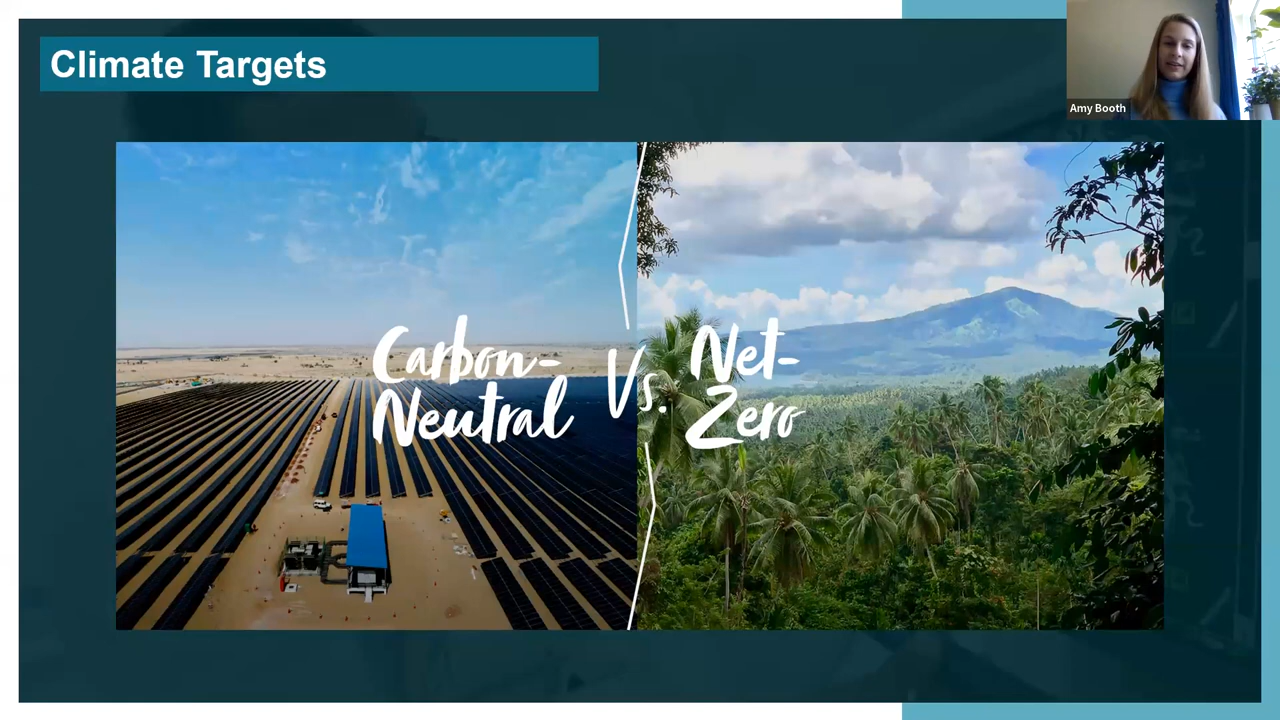 Climate Targets
Amy Booth
Carbon-
Neutral
Vs.
Net-
Zero